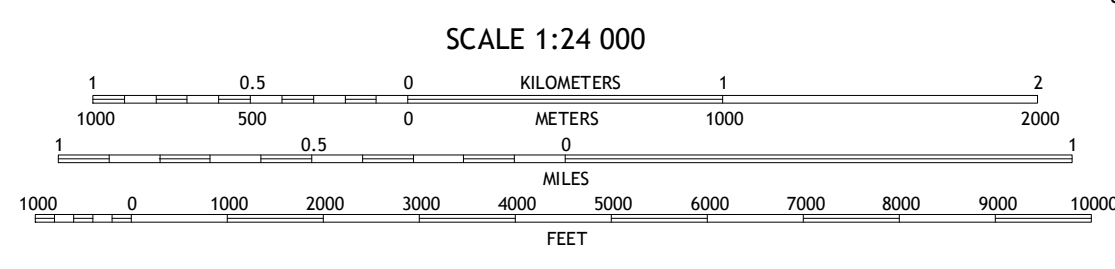 SCALE 1:24 000
1 0.5 0 KILOMETERS 1 2
1000 500 0 METERS 1000 2000
1 0.5 0 1
MILES
1000 0 1000 2000 3000 4000 5000 6000 7000 8000 9000 10000
FEET